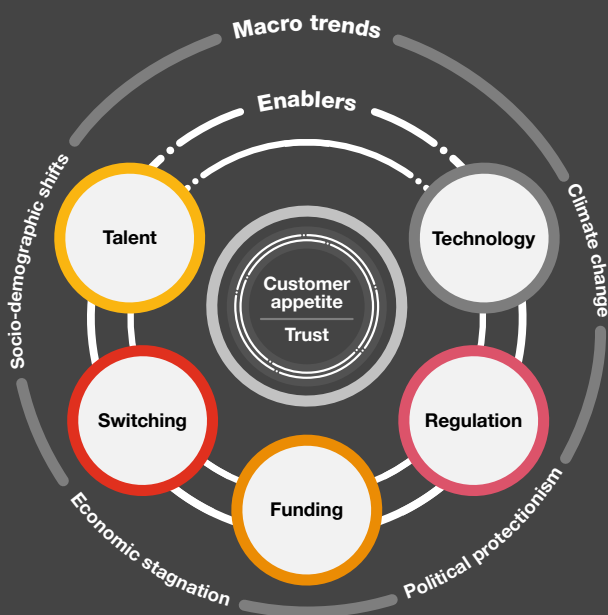 Macro trends
Enablers
Socio-demographic shifts
Climate change
Talent
Technology
Customer
appetite
Trust
Switching
Regulation
Funding
Economic stagnation
Political protectionism